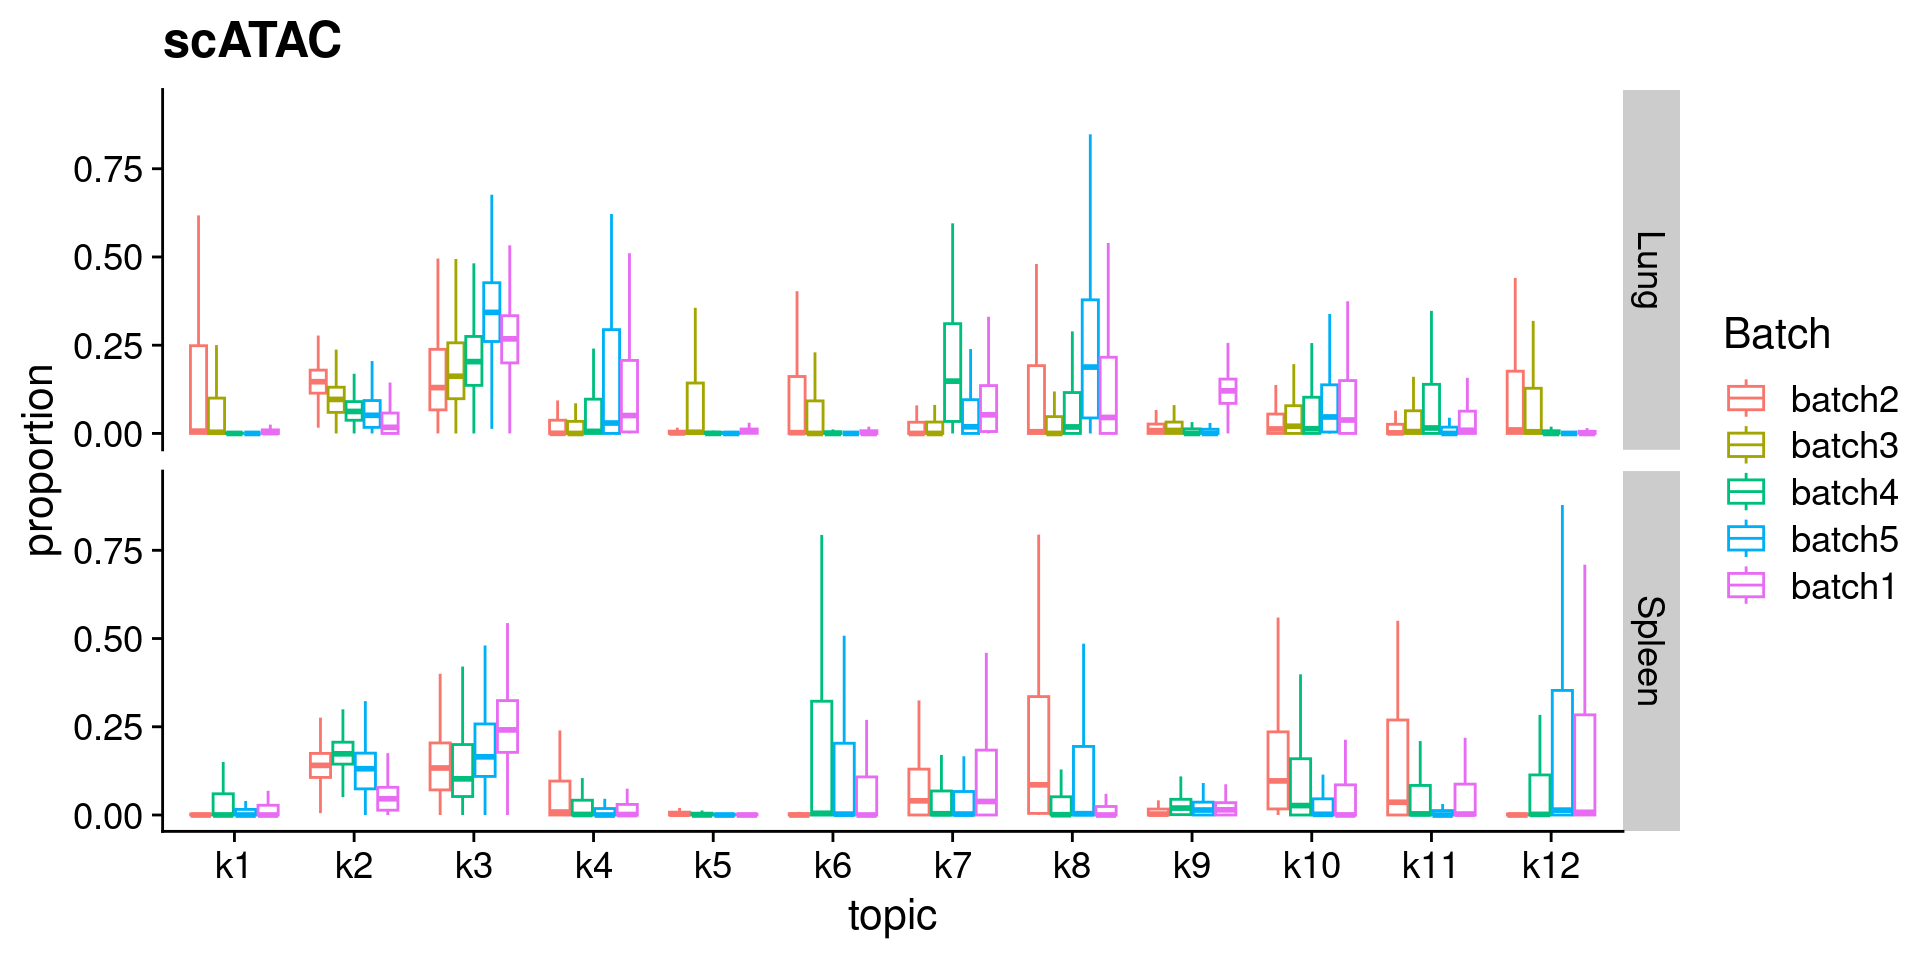 scATAC
proportion
0.75
0.50
0.25
0.00
Lung
0.75
0.50
0.25
0.00
Spleen
k1 k2 k3 k4 k5 k6 k7 k8 k9 k10 k11 k12
topic
Batch
batch2
batch3
batch4
batch5
batch1